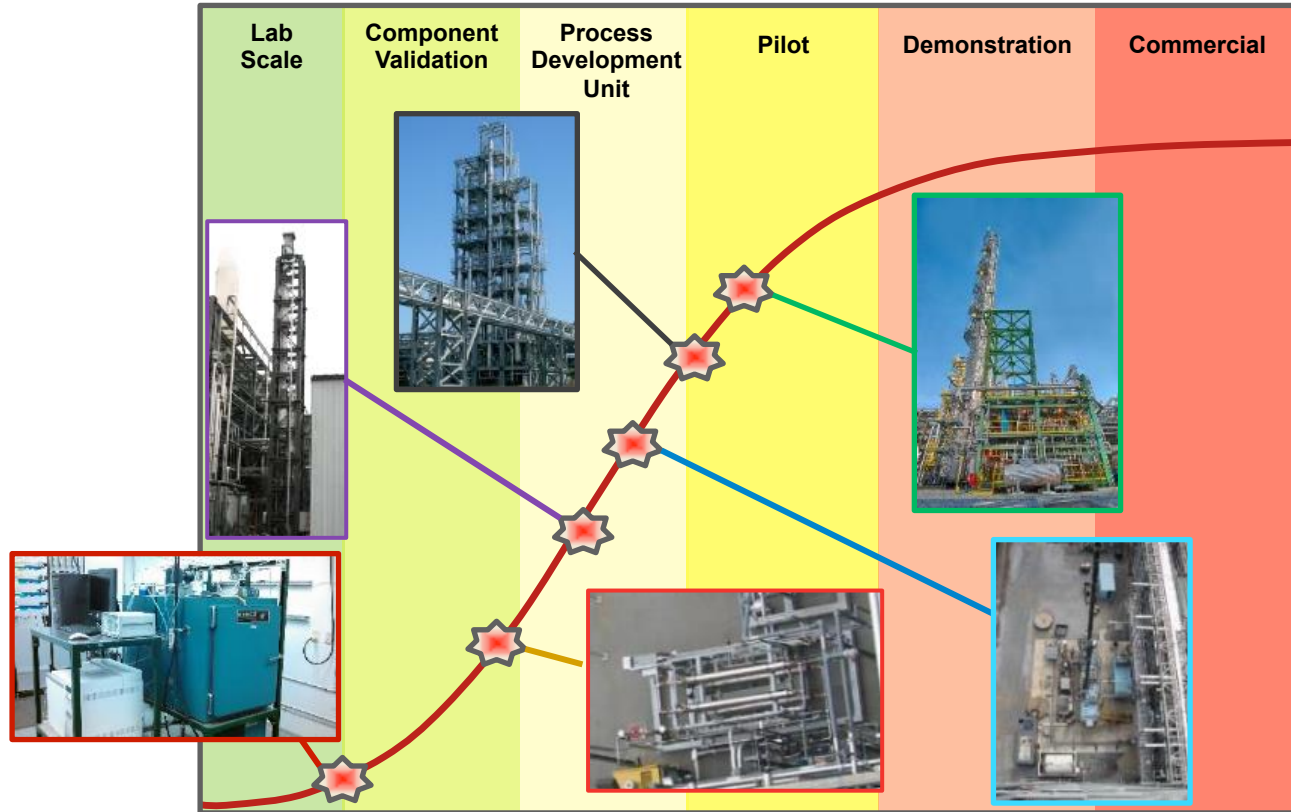 Lab
Scale
Component
Validation
Process
Development
Unit
Pilot
Demonstration
Commercial